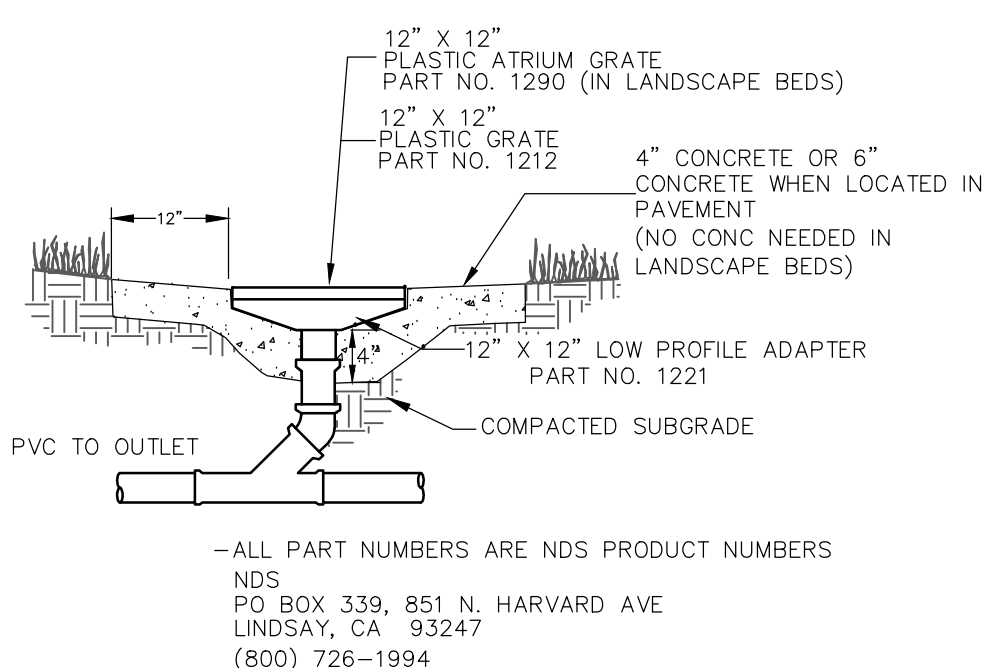 12” X 12”
PLASTIC ATRIUM GRATE
PART NO. 1290 (IN LANDSCAPE BEDS)
12” X 12”
PLASTIC GRATE
PART NO. 1212
4” CONCRETE OR 6”
CONCRETE WHEN LOCATED IN
PAVEMENT
(NO CONC NEEDED IN
LANDSCAPE BEDS)
12”
4”
12” X 12” LOW PROFILE ADAPTER
PART NO. 1221
COMPACTED SUBGRADE
PVC TO OUTLET
–ALL PART NUMBERS ARE NDS PRODUCT NUMBERS
NDS
PO BOX 339, 851 N. HARVARD AVE
LINDSAY, CA 93247
(800) 726–1994